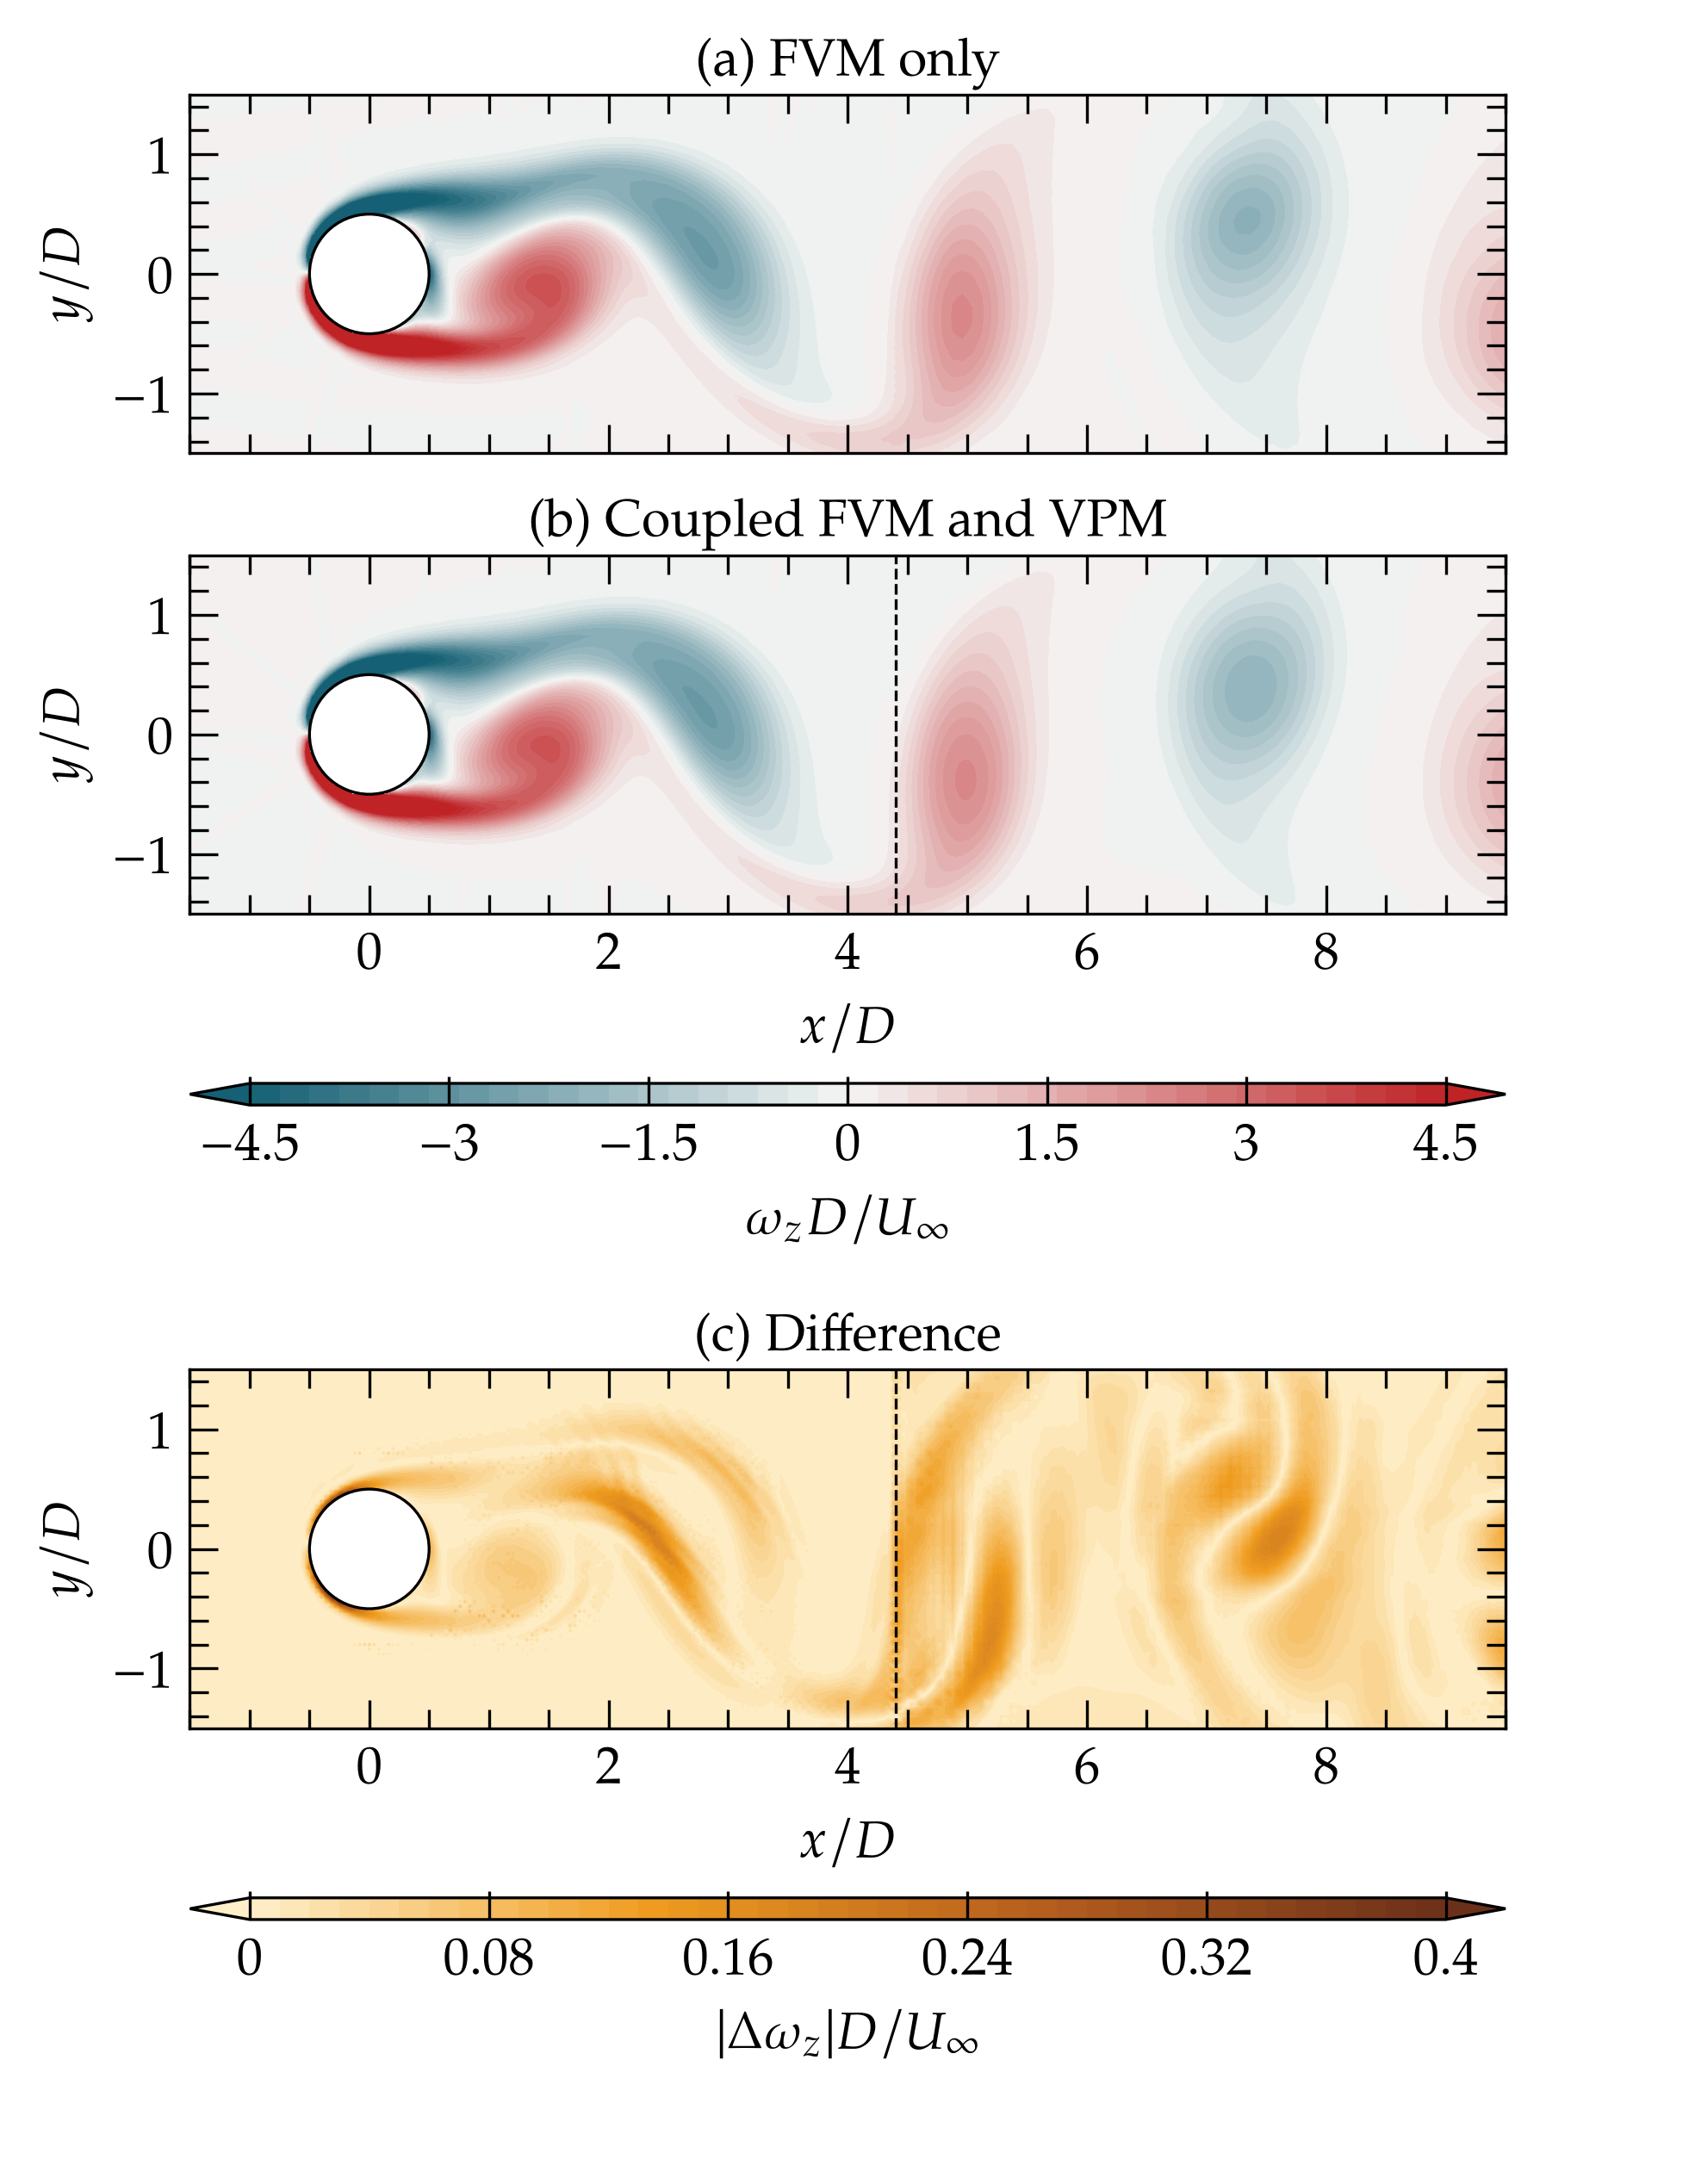 (a) FVM only
1
0
−1
y/D
(b) Coupled FVM and VPM
1
0
−1
y/D
0 2 4 6 8
x/D
−4.5 −3 −1.5 0 1.5 3 4.5
ω_z D/U_∞
(c) Difference
1
0
−1
y/D
0 2 4 6 8
x/D
0 0.08 0.16 0.24 0.32 0.4
|Δω_z|D/U_∞